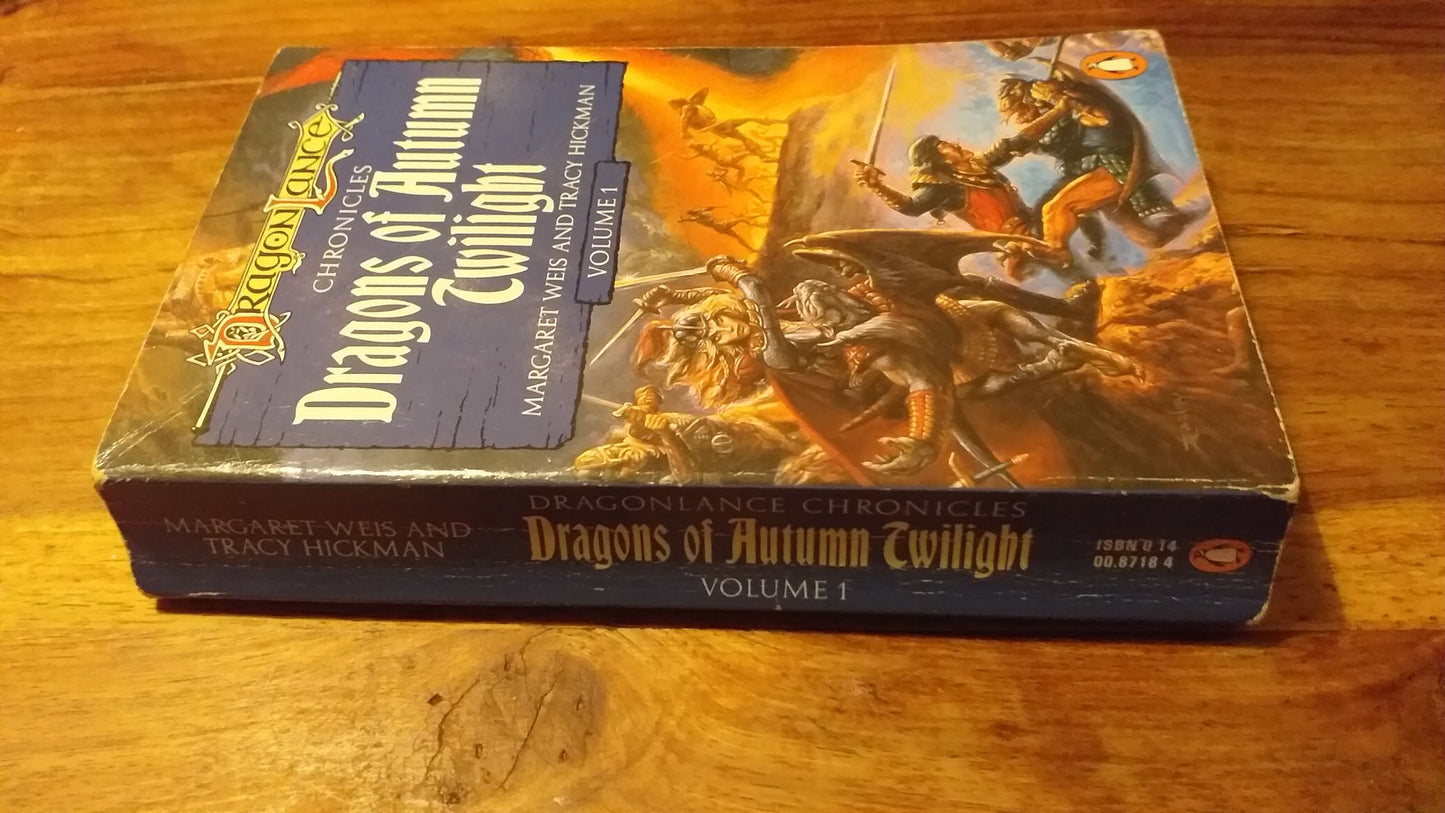 DRAGONLANCE
CHRONICLES
Dragons of Autumn
Twilight
MARGARET WEIS AND TRACY HICKMAN
VOLUME 1
MARGARET WEIS AND
TRACY HICKMAN
DRAGONLANCE CHRONICLES
Dragons of Autumn Twilight
VOLUME 1
ISBN 0 14
00.8718 4